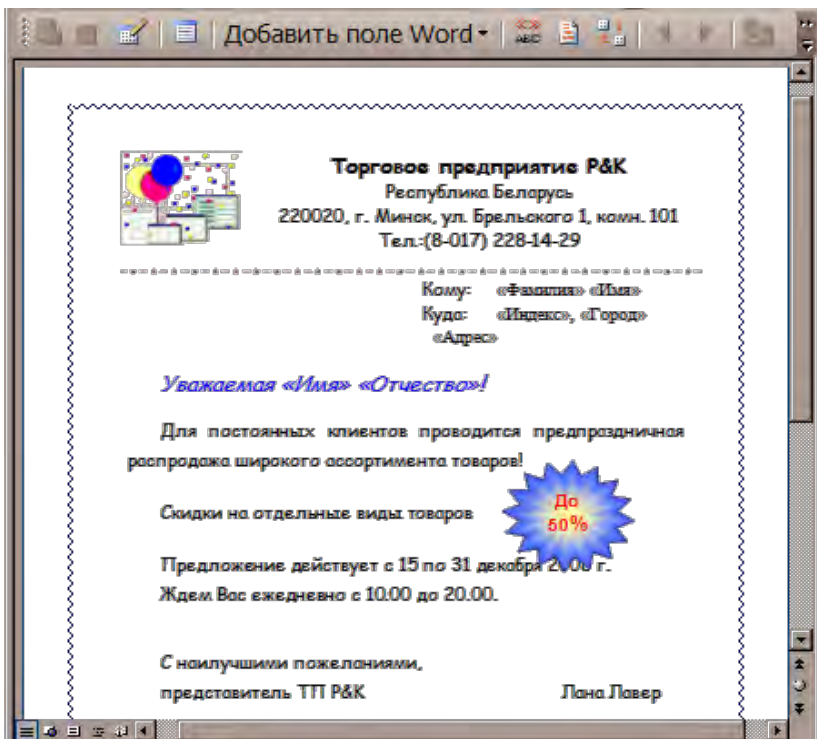 Добавить поле Word
ABC
Торговое предприятие Р&К
Республика Беларусь
220020, г. Минск, ул. Брельского 1, комн. 101
Тел.:(8-017) 228-14-29
Кому: «Фамилия» «Имя»
Куда: «Индекс», «Город»
«Адрес»
Уважаемая «Имя» «Отчество»!
Для постоянных клиентов проводится предпраздничная
распродажа широкого ассортимента товаров!
До
50%
Скидки на отдельные виды товаров
Предложение действует с 15 по 31 декабря г.
Ждем Вас ежедневно с 10.00 до 20.00.
С наилучшими пожеланиями,
представитель ТП Р&К Лана Лавер